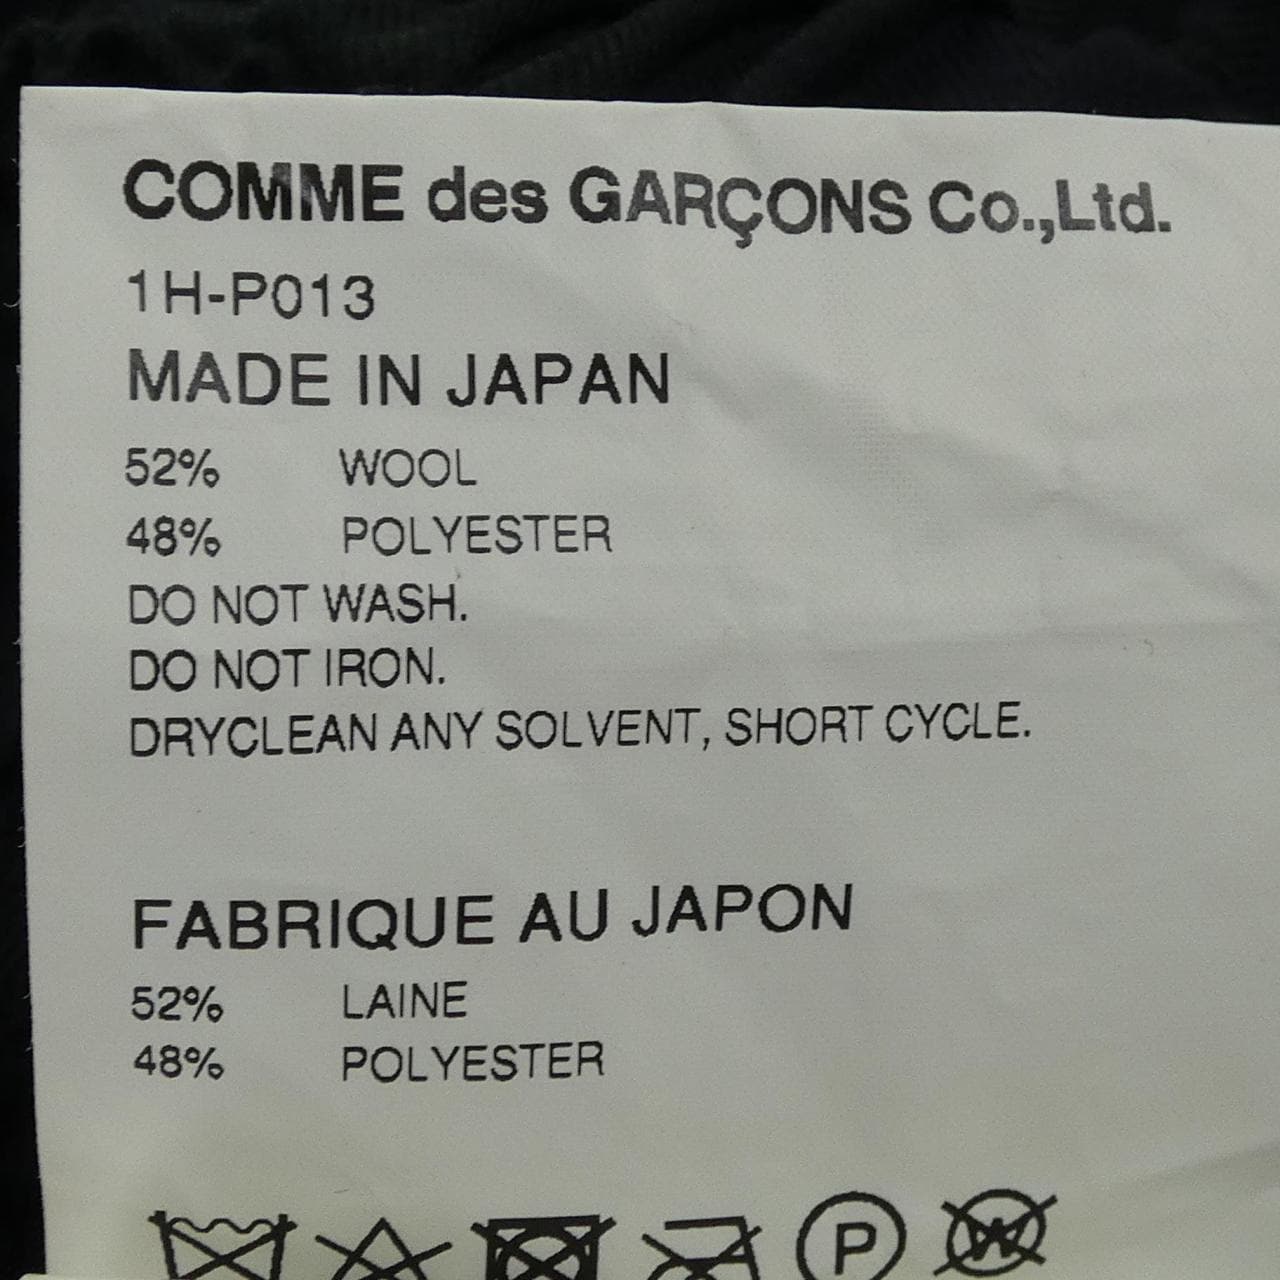 COMME des GARÇONS Co.,Ltd.
1H-P013
MADE IN JAPAN
52% WOOL
48% POLYESTER
DO NOT WASH.
DO NOT IRON.
DRYCLEAN ANY SOLVENT, SHORT CYCLE.
FABRIQUE AU JAPON
52% LAINE
48% POLYESTER
P W